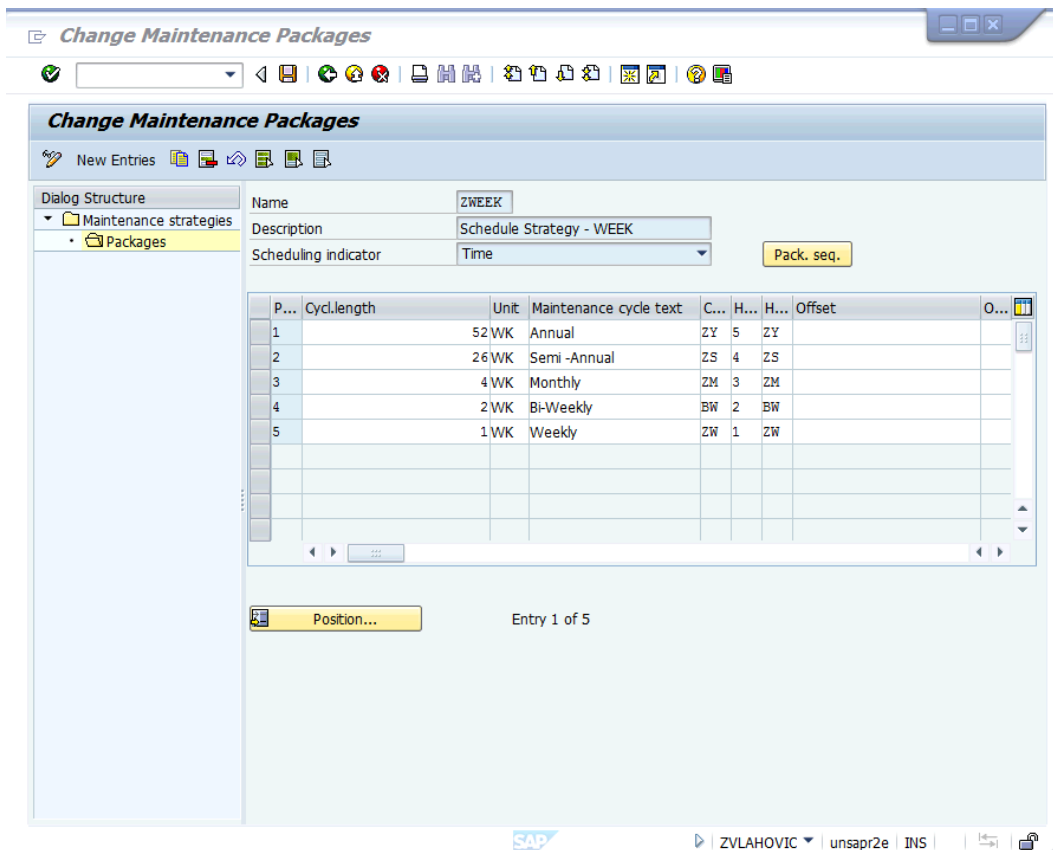 Change Maintenance Packages
Change Maintenance Packages
New Entries
Dialog Structure
Maintenance strategies
Packages
Name ZWEEK
Description Schedule Strategy - WEEK
Scheduling indicator Time Pack. seq.
P... Cycl.length Unit Maintenance cycle text C... H... H... Offset O...
1 52 WK Annual ZY 5 ZY
2 26 WK Semi -Annual ZS 4 ZS
3 4 WK Monthly ZM 3 ZM
4 2 WK Bi-Weekly BW 2 BW
5 1 WK Weekly ZW 1 ZW
Position... Entry 1 of 5
SAP ZVLAHOVIC unsapr2e INS